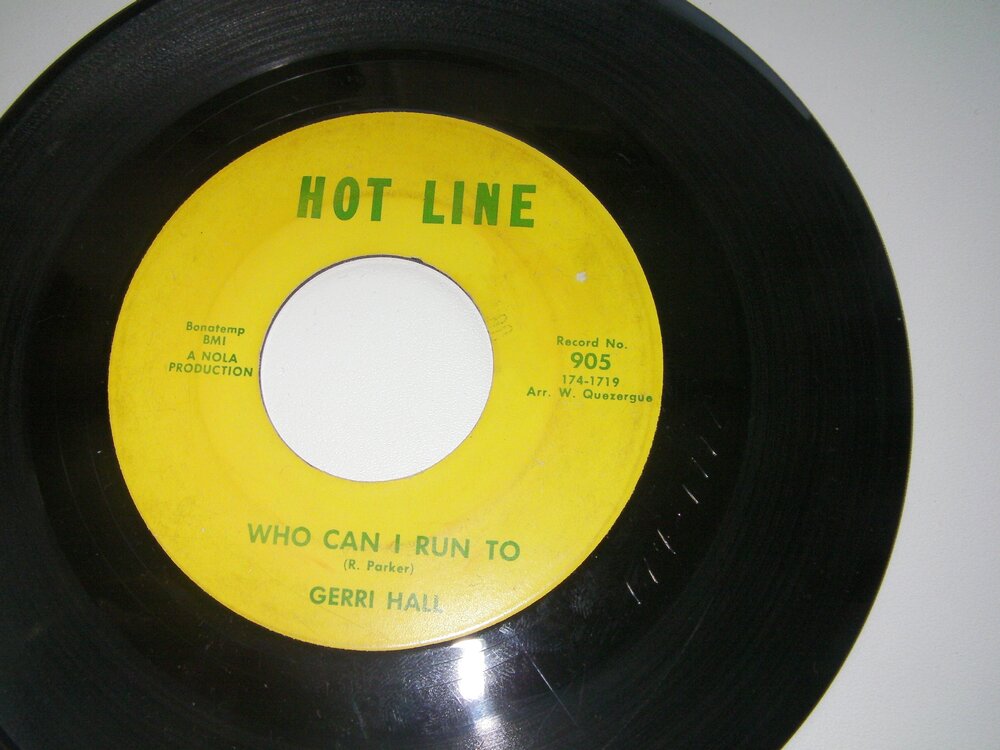 HOT LINE
Bonatemp
BMI
A NOLA
PRODUCTION
Record No.
905
174-1719
Arr. W. Quezergue
WHO CAN I RUN TO
(R. Parker)
GERRI HALL